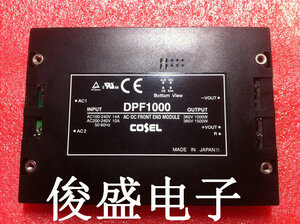 Bottom View
AC1
-VOUT
DPF1000
INPUT
OUTPUT
AC100-240V 14A
360V 1000W
AC200-240V 10A
360V 1500W
50-60Hz
AC-DC FRONT END MODULE
AC2
COSEL
+VOUT
R
MADE IN JAPAN
俊盛电子